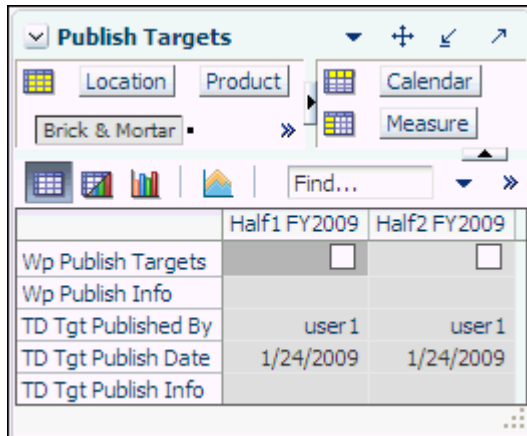 Publish Targets
Location Product
Calendar
Brick & Mortar
Measure
Find...
Half1 FY2009 Half2 FY2009
Wp Publish Targets
Wp Publish Info
TD Tgt Published By user1 user1
TD Tgt Publish Date 1/24/2009 1/24/2009
TD Tgt Publish Info